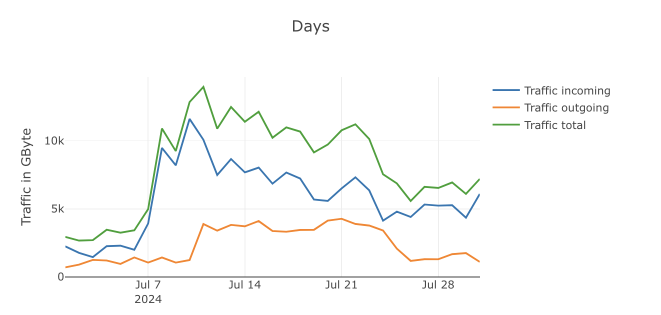 Days
Traffic incoming
Traffic outgoing
Traffic total
Traffic in GByte
10k
5k
0
Jul 7
2024
Jul 14
Jul 21
Jul 28